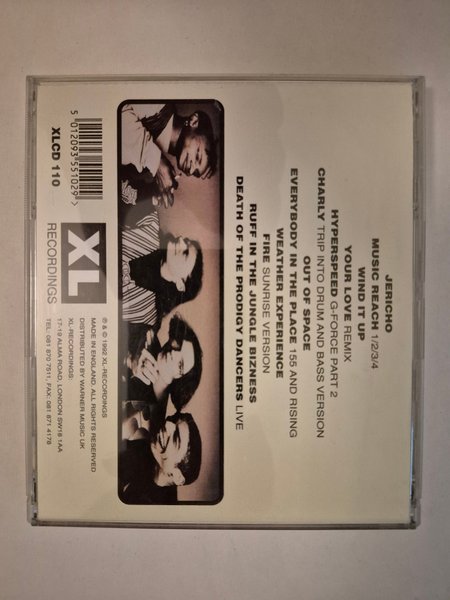 JERICHO
MUSIC REACH 1/2/3/4
WIND IT UP
YOUR LOVE REMIX
HYPERSPEED G-FORCE PART 2
CHARLY TRIP INTO DRUM AND BASS VERSION
OUT OF SPACE
EVERYBODY IN THE PLACE 155 AND RISING
WEATHER EXPERIENCE
FIRE SUNRISE VERSION
RUFF IN THE JUNGLE BIZNESS
DEATH OF THE PRODIGY DANCERS LIVE
5 012093 551029>
XLCD 110
XL
RECORDINGS
℗ & © 1992 XL-RECORDINGS
MADE IN ENGLAND. ALL RIGHTS RESERVED
DISTRIBUTED BY WARNER MUSIC UK
XL-RECORDINGS:
17-19 ALMA ROAD, LONDON SW18 1AA
TEL: 081 870 7511, FAX: 081 871 4178